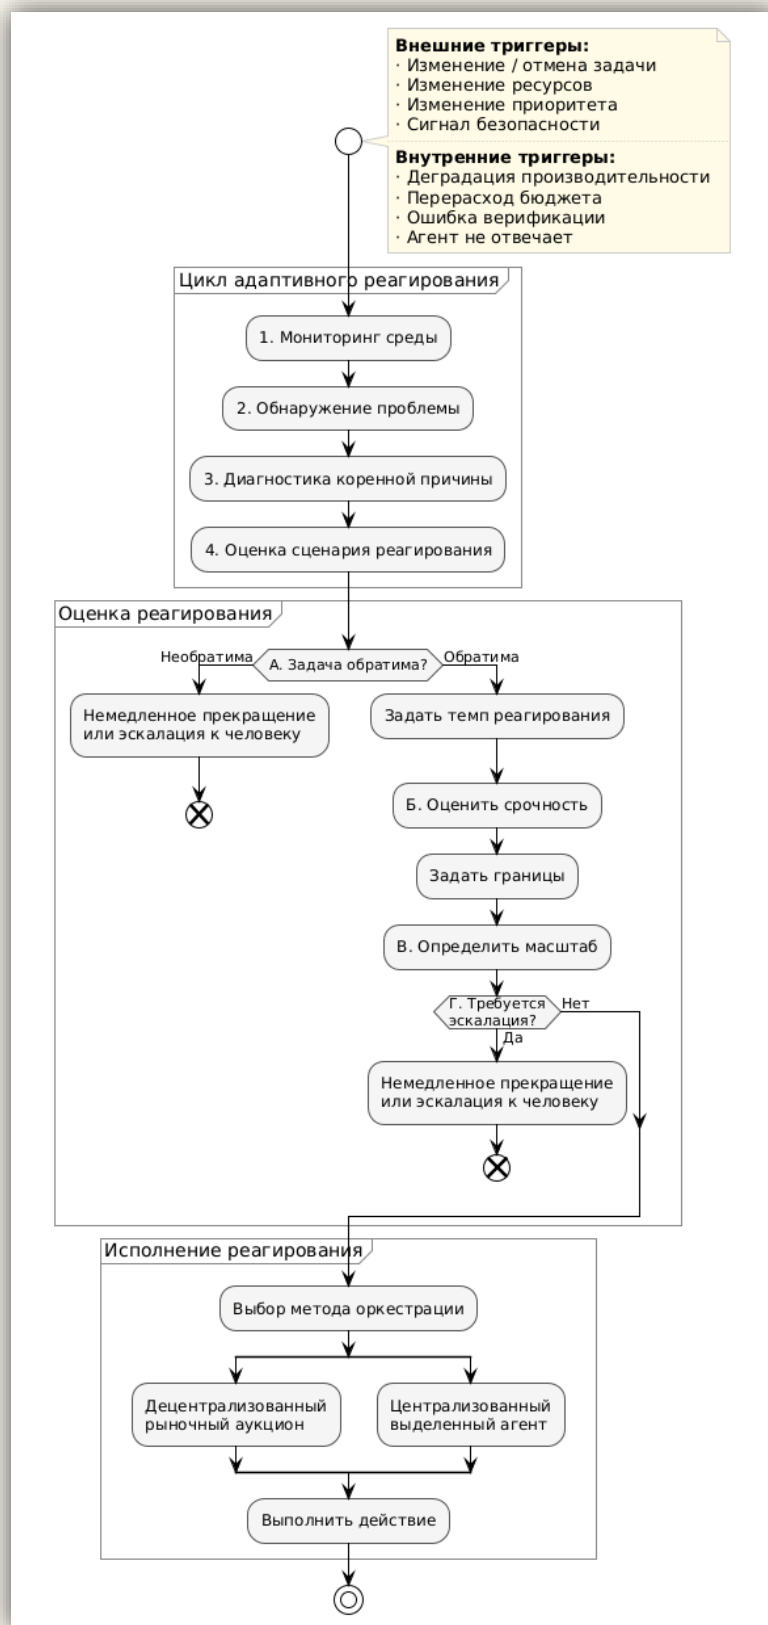 Внешние триггеры:
· Изменение / отмена задачи
· Изменение ресурсов
· Изменение приоритета
· Сигнал безопасности
Внутренние триггеры:
· Деградация производительности
· Перерасход бюджета
· Ошибка верификации
· Агент не отвечает
Цикл адаптивного реагирования
1. Мониторинг среды
2. Обнаружение проблемы
3. Диагностика коренной причины
4. Оценка сценария реагирования
Оценка реагирования
Необратима
А. Задача обратима?
Обратима
Немедленное прекращение
или эскалация к человеку
Задать темп реагирования
Б. Оценить срочность
Задать границы
В. Определить масштаб
Г. Требуется
эскалация?
Нет
Да
Немедленное прекращение
или эскалация к человеку
Исполнение реагирования
Выбор метода оркестрации
Децентрализованный
рыночный аукцион
Централизованный
выделенный агент
Выполнить действие